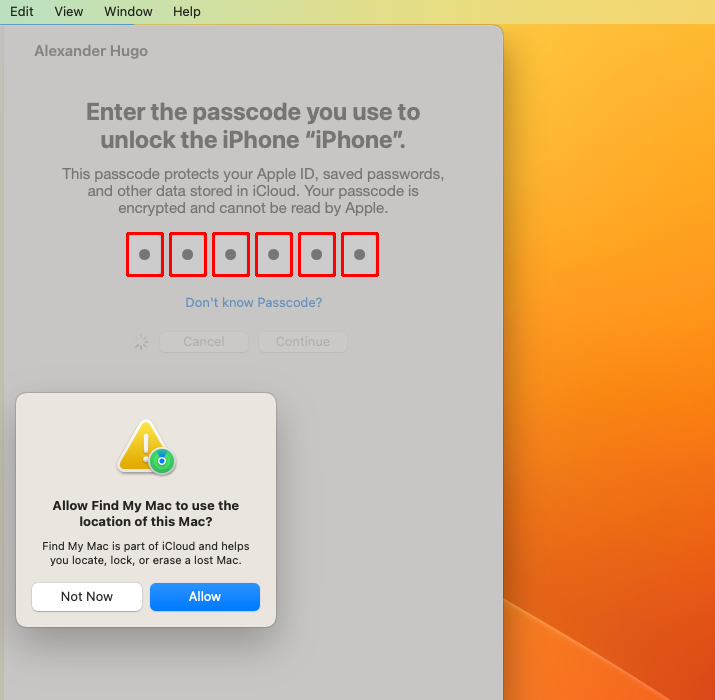 Edit View Window Help
Alexander Hugo
Enter the passcode you use to
unlock the iPhone “iPhone”.
This passcode protects your Apple ID, saved passwords,
and other data stored in iCloud. Your passcode is
encrypted and cannot be read by Apple.
Don't know Passcode?
Cancel Continue
Allow Find My Mac to use the
location of this Mac?
Find My Mac is part of iCloud and helps
you locate, lock, or erase a lost Mac.
Not Now Allow